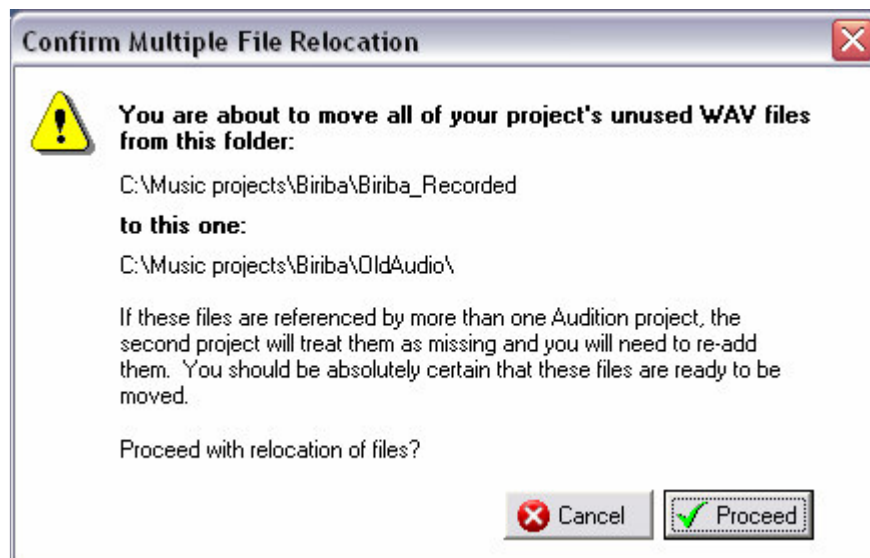 Confirm Multiple File Relocation
You are about to move all of your project's unused WAV files
from this folder:
C:\Music projects\Biriba\Biriba_Recorded
to this one:
C:\Music projects\Biriba\OldAudio\
If these files are referenced by more than one Audition project, the
second project will treat them as missing and you will need to re-add
them.  You should be absolutely certain that these files are ready to be
moved.
Proceed with relocation of files?
Cancel
Proceed